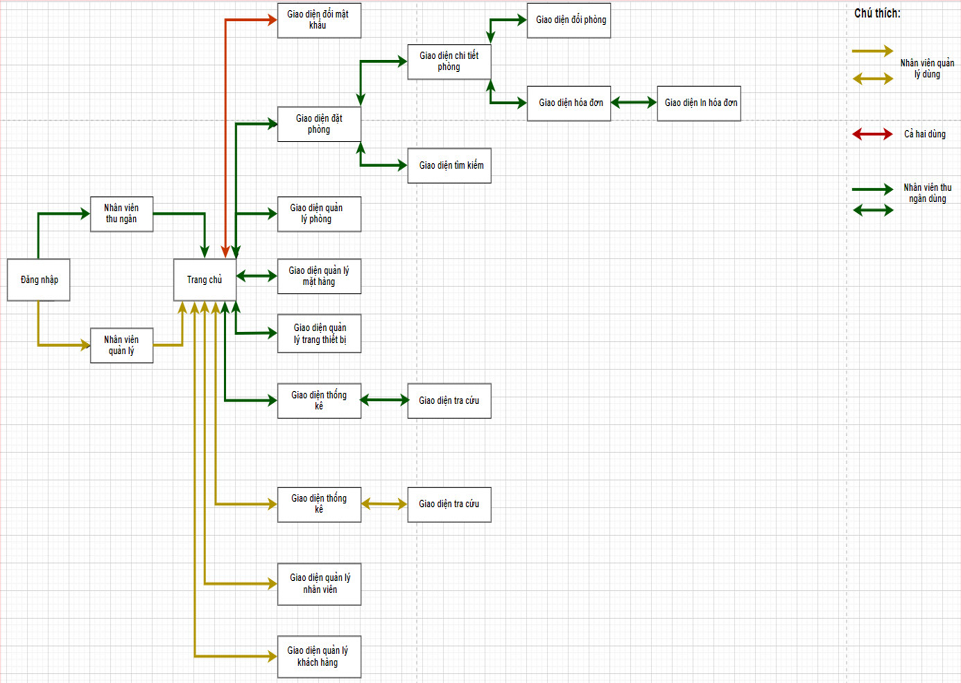 Giao diện đổi mật
khẩu
Giao diện đổi phòng
Chú thích:
Giao diện chi tiết
phòng
Nhân viên quản
lý dùng
Giao diện hóa đơn
Giao diện In hóa đơn
Giao diện đặt
phòng
Cả hai dùng
Giao diện tìm kiếm
Nhân viên thu
ngân dùng
Nhân viên
thu ngân
Giao diện quản
lý phòng
Đăng nhập
Trang chủ
Giao diện quản lý
mặt hàng
Giao diện quản
lý trang thiết bị
Nhân viên
quản lý
Giao diện thống
kê
Giao diện tra cứu
Giao diện thống
kê
Giao diện tra cứu
Giao diện quản lý
nhân viên
Giao diện quản lý
khách hàng